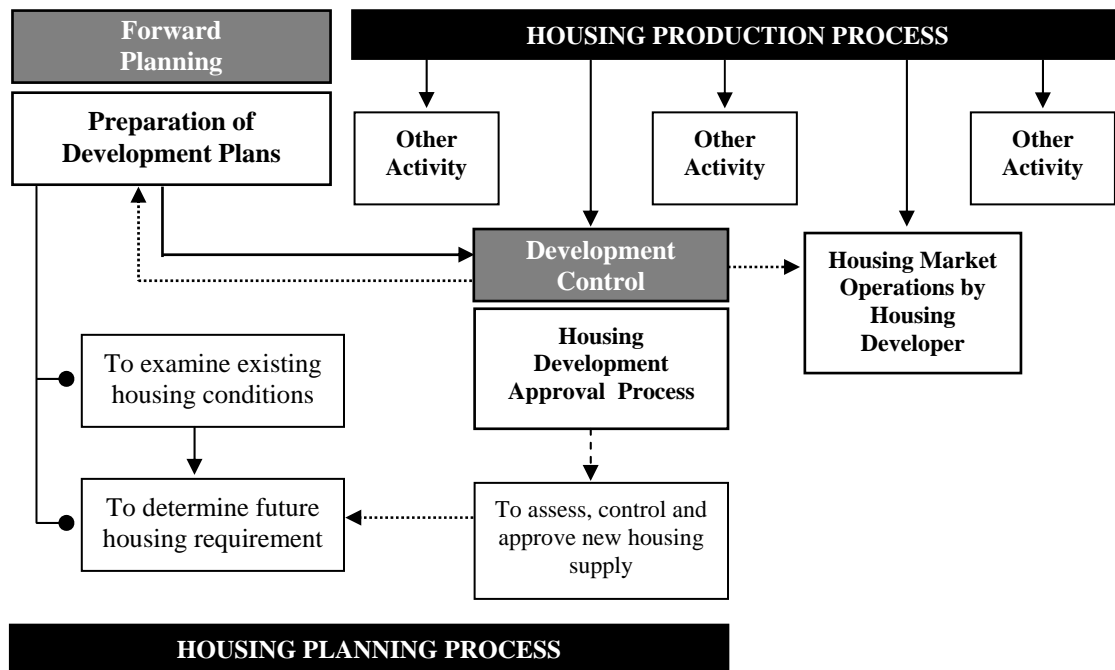 Forward
Planning
HOUSING PRODUCTION PROCESS
Preparation of
Development Plans
Other
Activity
Other
Activity
Other
Activity
Development
Control
Housing Market
Operations by
Housing
Developer
Housing
Development
Approval Process
To examine existing
housing conditions
To determine future
housing requirement
To assess, control and
approve new housing
supply
HOUSING PLANNING PROCESS